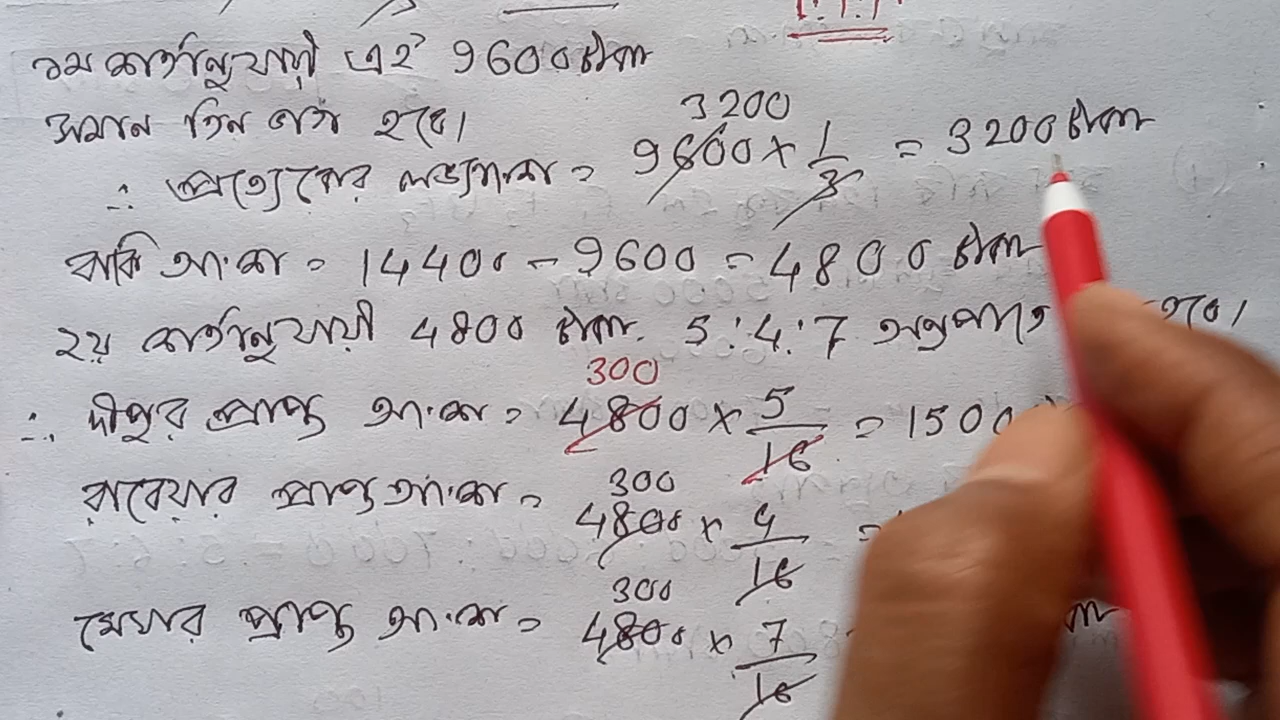 ১ম শর্তানুযায়ী এই 9600 টাকা
সমান তিন ভাগ হবে।
3200
∴ প্রত্যেকের লভ্যাংশ = 9600 × 1/3 = 3200 টাকা
বাকি অংশ = 14400 - 9600 = 4800 টাকা
২য় শর্তানুযায়ী 4800 টাকা. 5:4:7 অনুপাতে হবে।
300
∴ দীপুর প্রাপ্ত অংশ = 4800 × 5/16 = 1500
300
রাবেয়ার প্রাপ্ত অংশ = 4800 × 4/16 =
300
মেঘার প্রাপ্ত অংশ = 4800 × 7/16